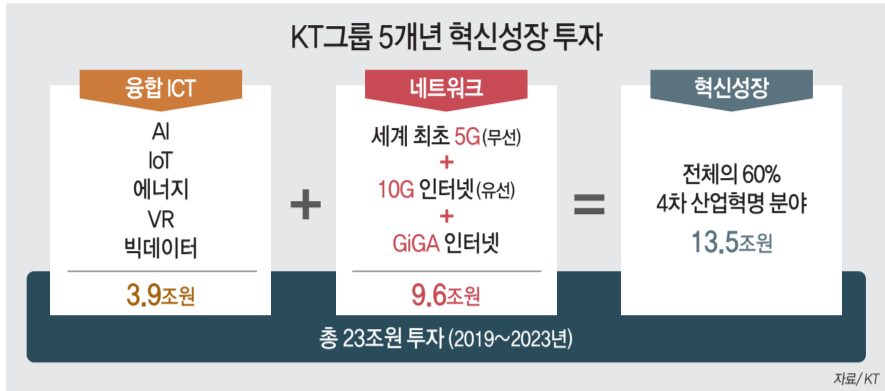 KT그룹 5개년 혁신성장 투자
융합 ICT
AI
IoT
에너지
VR
빅데이터
3.9조원
+
네트워크
세계 최초 5G(무선)
+
10G 인터넷(유선)
+
GiGA 인터넷
9.6조원
=
혁신성장
전체의 60%
4차 산업혁명 분야
13.5조원
총 23조원 투자 (2019~2023년)
자료/ KT